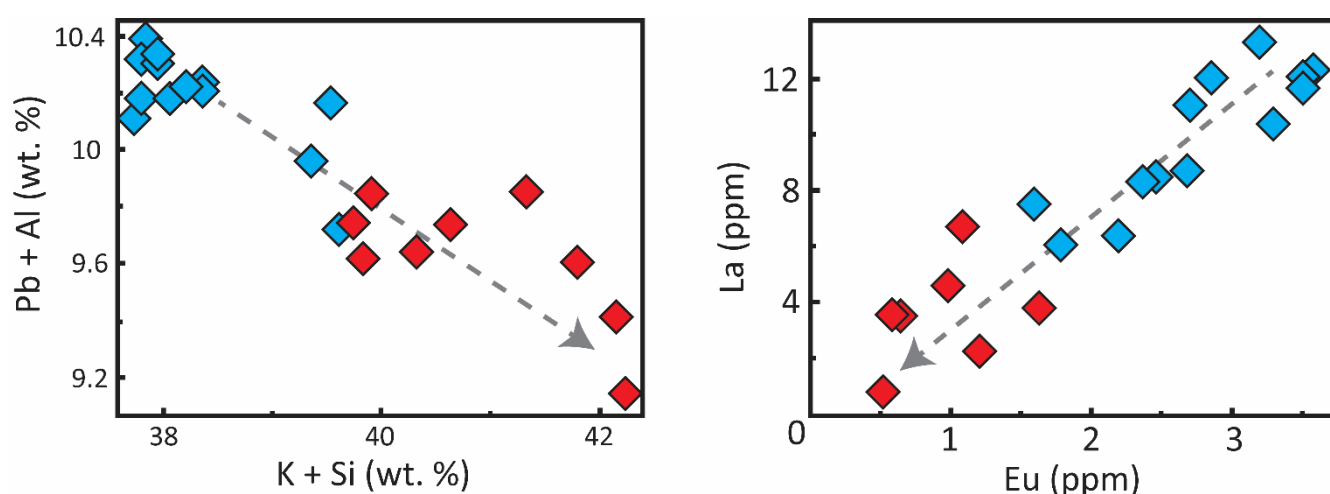 10.4
10
9.6
9.2
Pb + Al (wt. %)
38 40 42
K + Si (wt. %)
12
8
4
0
La (ppm)
1 2 3
Eu (ppm)